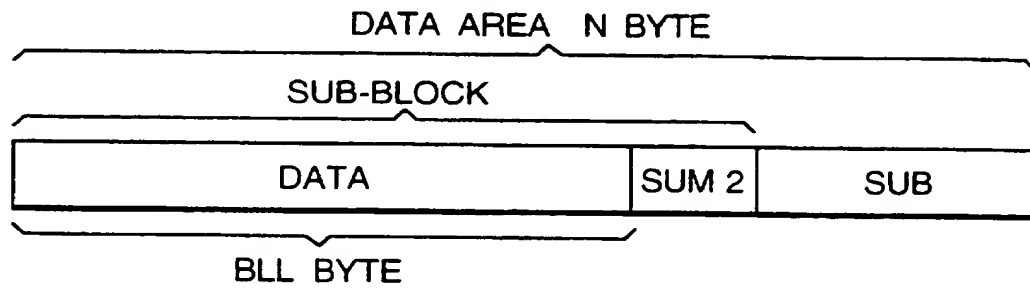 DATA AREA N BYTE
SUB-BLOCK
DATA SUM 2 SUB
BLL BYTE